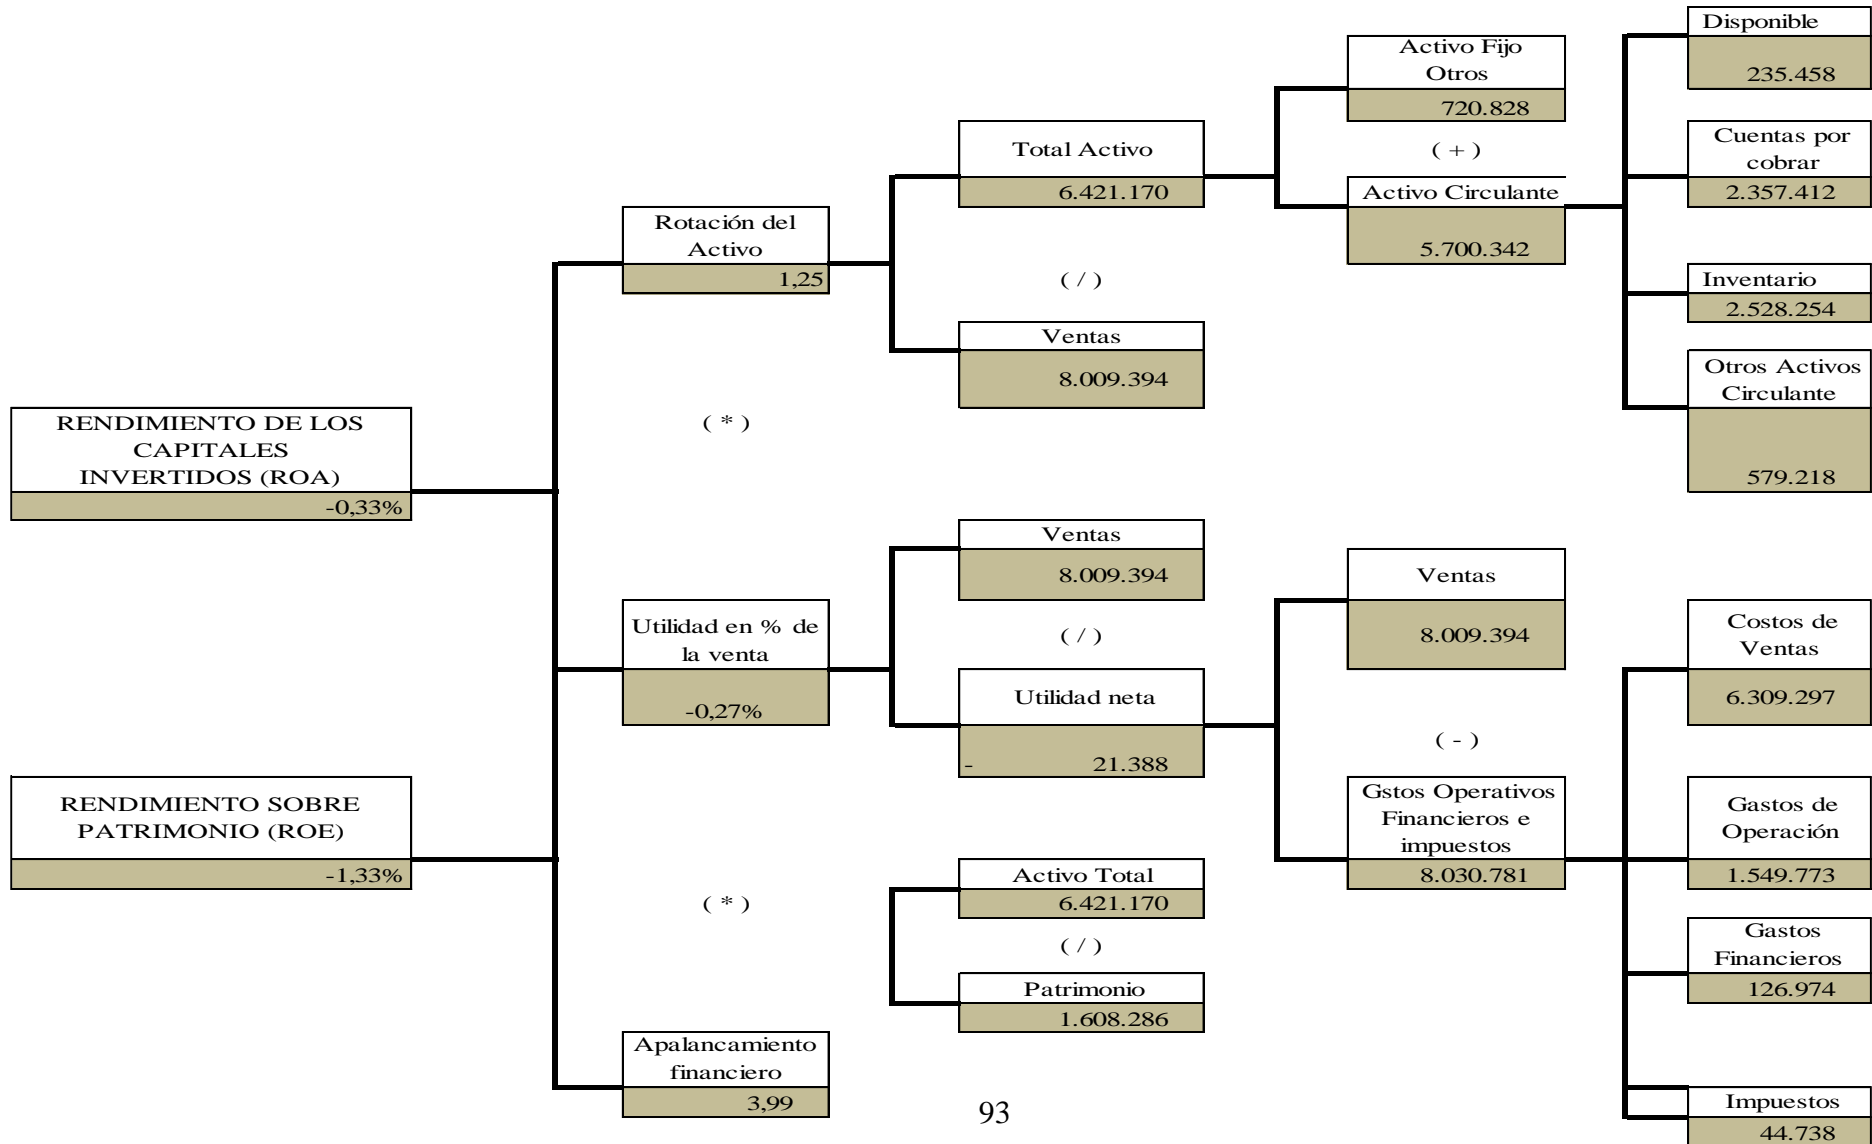 Disponible
235.458
Activo Fijo
Otros
720.828
Total Activo
6.421.170
( + )
Cuentas por
cobrar
2.357.412
Activo Circulante
5.700.342
Rotación del
Activo
1,25
( / )
Inventario
2.528.254
Ventas
8.009.394
Otros Activos
Circulante
579.218
RENDIMIENTO DE LOS
CAPITALES
INVERTIDOS (ROA)
-0,33%
( * )
Ventas
8.009.394
Ventas
8.009.394
Utilidad en % de
la venta
-0,27%
( / )
Costos de
Ventas
6.309.297
Utilidad neta
- 21.388
( - )
RENDIMIENTO SOBRE
PATRIMONIO (ROE)
-1,33%
Gstos Operativos
Financieros e
impuestos
8.030.781
Gastos de
Operación
1.549.773
Activo Total
6.421.170
( * )
( / )
Gastos
Financieros
126.974
Patrimonio
1.608.286
Apalancamiento
financiero
3,99
Impuestos
44.738
93